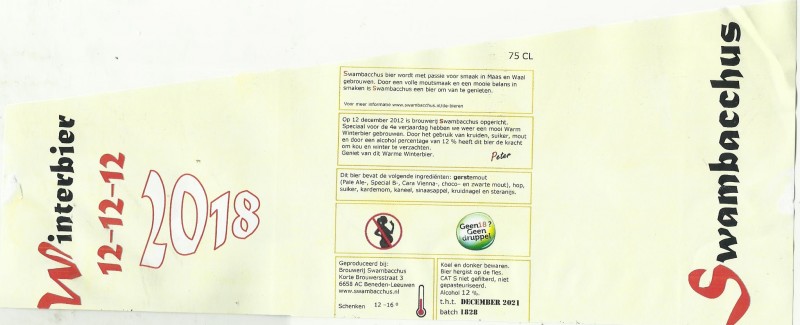 Winterbier
12-12-12
2018
75 CL
Swambacchus bier wordt met passie voor smaak in Maas en Waal
gebrouwen. Door een volle moutsmaak en een mooie balans in
smaken is Swambacchus een bier om van te genieten.
Voor meer informatie www.swambacchus.nl/de-bieren
Op 12 december 2012 is brouwerij Swambacchus opgericht.
Speciaal voor de 4e verjaardag hebben we weer een mooi Warm
Winterbier gebrouwen. Door het gebruik van kruiden, suiker, mout
en door een alcohol percentage van 12 % heeft dit bier de kracht
om kou en winter te verzachten.
Geniet van dit Warme Winterbier.
Peter
Dit bier bevat de volgende ingrediënten: gerstemout
(Pale Ale-, Special B-, Cara Vienna-, choco- en zwarte mout), hop,
suiker, kardemom, kaneel, sinaasappel, kruidnagel en steranijs.
Geen18?
Geen
druppel
Geproduceerd bij:
Brouwerij Swambacchus
Korte Brouwersstraat 3
6658 AC Beneden-Leeuwen
www.swambacchus.nl
Schenken 12 -16 º
Koel en donker bewaren.
Bier hergist op de fles.
CAT S niet gefilterd, niet
gepasteuriseerd.
Alcohol 12 %.
t.h.t. DECEMBER 2021
batch 1828
Swambacchus